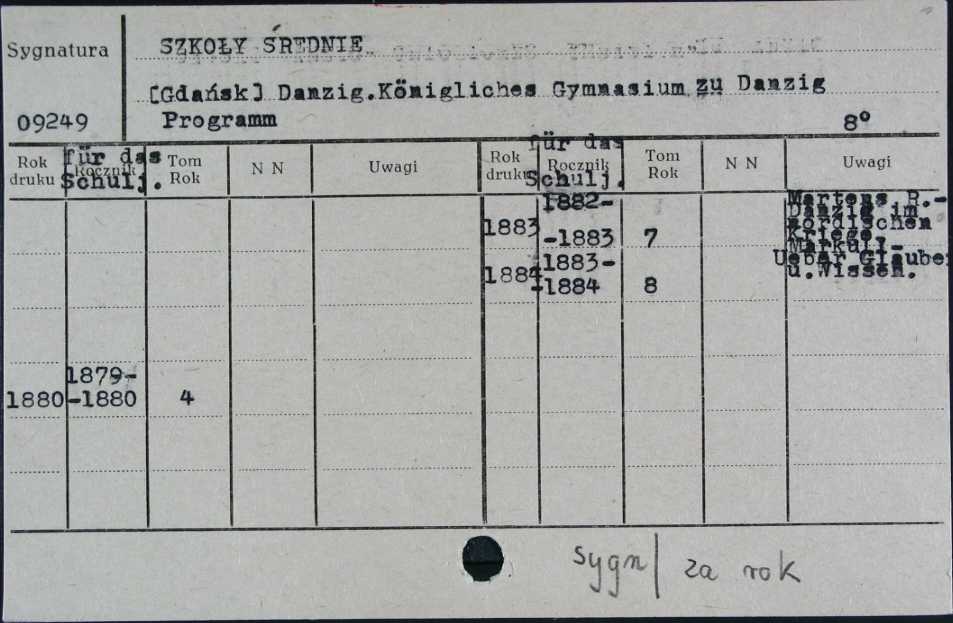 Sygnatura
SZKOŁY ŚREDNIE
[Gdańsk] Danzig.Königliches Gymnasium zu Danzig
09249
Programm
8°
Rok druku
Rocznik
für das Schulj.
Tom Rok
N N
Uwagi
Rok druku
Rocznik
für das Schulj.
Tom Rok
N N
Uwagi
1883
1882-
-1883
7
Martens R.-
Danzig im
nordischen
Kriege.
1884
1883-
-1884
8
Markull-
Ueber Glauben
u.Wissen.
1880
1879-
-1880
4
sygn | za rok